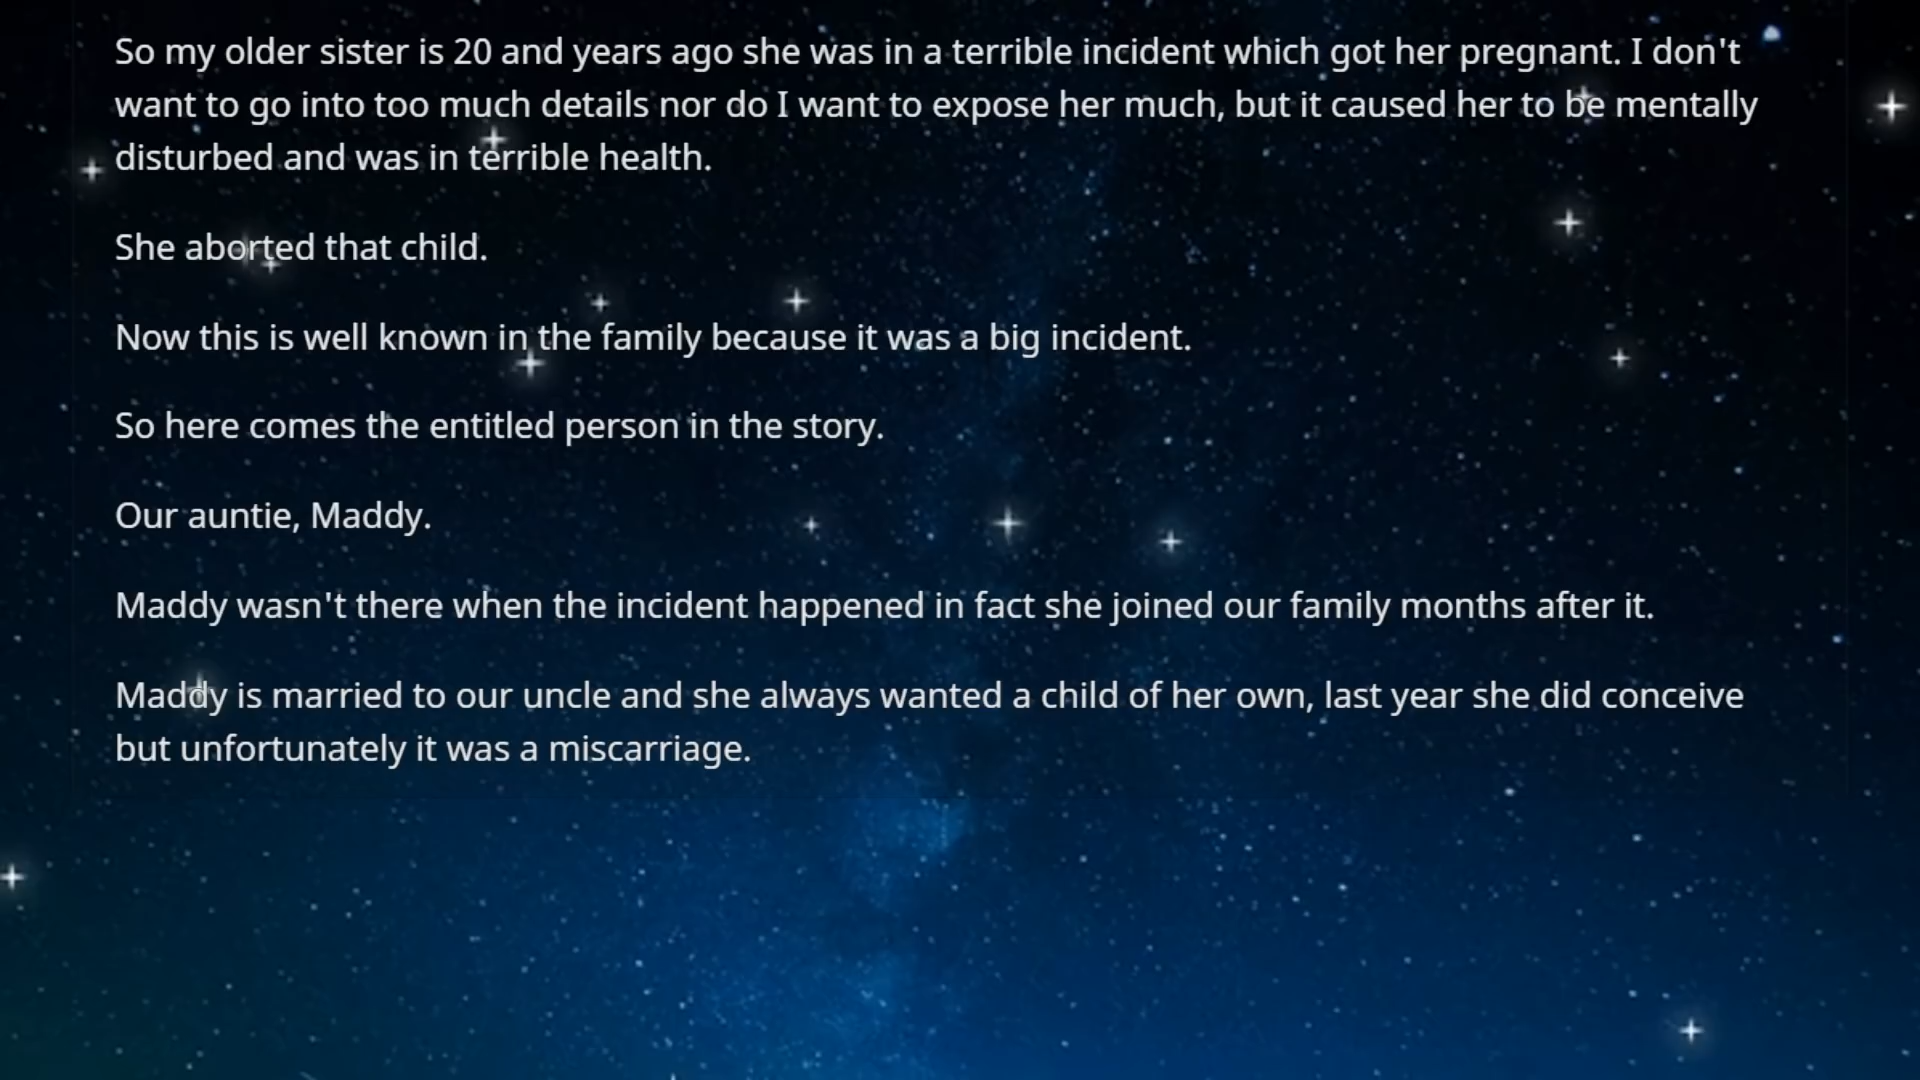 So my older sister is 20 and years ago she was in a terrible incident which got her pregnant. I don't
want to go into too much details nor do I want to expose her much, but it caused her to be mentally
disturbed and was in terrible health.
She aborted that child.
Now this is well known in the family because it was a big incident.
So here comes the entitled person in the story.
Our auntie, Maddy.
Maddy wasn't there when the incident happened in fact she joined our family months after it.
Maddy is married to our uncle and she always wanted a child of her own, last year she did conceive
but unfortunately it was a miscarriage.